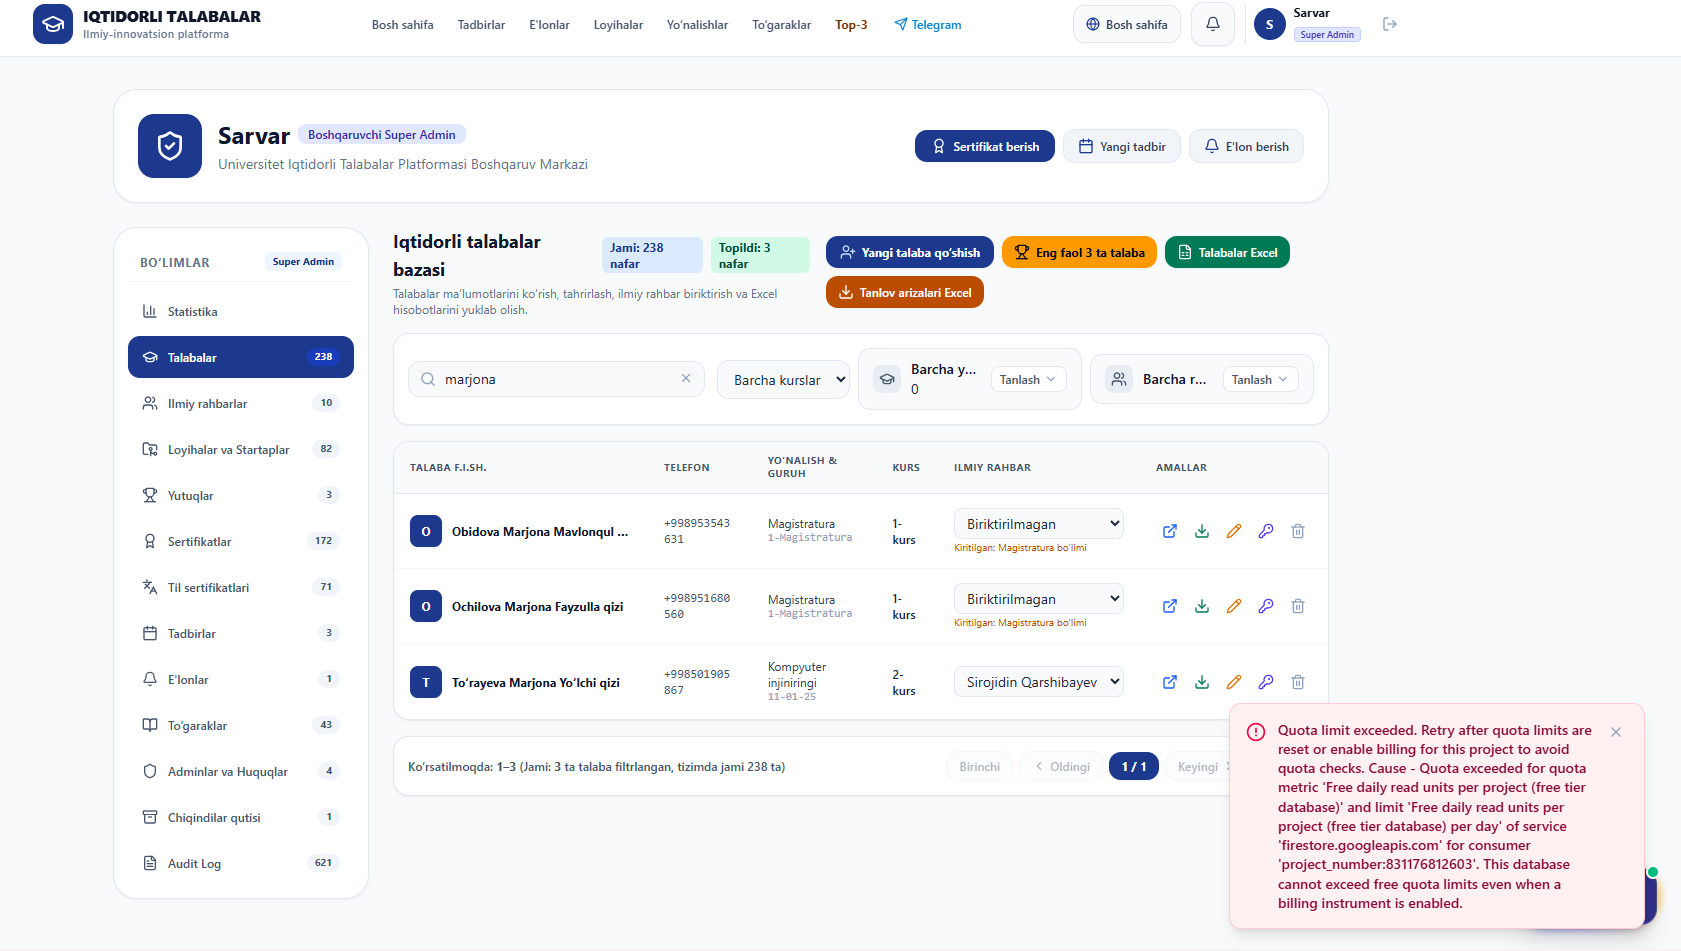 IQTIDORLI TALABALAR
Ilmiy-innovatsion platforma
Bosh sahifa
Tadbirlar
E'lonlar
Loyihalar
Yo'nalishlar
To'garaklar
Top-3
Telegram
Bosh sahifa
S
Sarvar
Super Admin
Sarvar
Boshqaruvchi Super Admin
Universitet Iqtidorli Talabalar Platformasi Boshqaruv Markazi
Sertifikat berish
Yangi tadbir
E'lon berish
BO'LIMLAR
Super Admin
Statistika
Talabalar 238
Ilmiy rahbarlar 10
Loyihalar va Startaplar 82
Yutuqlar 3
Sertifikatlar 172
Til sertifikatlari 71
Tadbirlar 3
E'lonlar 1
To'garaklar 43
Adminlar va Huquqlar 4
Chiqindilar qutisi 1
Audit Log 621
Iqtidorli talabalar
bazasi
Jami: 238
nafar
Topildi: 3
nafar
Talabalar ma'lumotlarini ko'rish, tahrirlash, ilmiy rahbar biriktirish va Excel
hisobotlarini yuklab olish.
Yangi talaba qo'shish
Eng faol 3 ta talaba
Talabalar Excel
Tanlov arizalari Excel
marjona
Barcha kurslar
Barcha y...
0
Tanlash
Barcha r...
Tanlash
TALABA F.I.SH.
TELEFON
YO'NALISH &
GURUH
KURS
ILMIY RAHBAR
AMALLAR
O
Obidova Marjona Mavlonqul ...
+998953543
631
Magistratura
1-Magistratura
1-
kurs
Biriktirilmagan
Kiritilgan: Magistratura bo'limi
O
Ochilova Marjona Fayzulla qizi
+998951680
560
Magistratura
1-Magistratura
1-
kurs
Biriktirilmagan
Kiritilgan: Magistratura bo'limi
T
To'rayeva Marjona Yo'lchi qizi
+998501905
867
Kompyuter
injiniringi
11-01-25
2-
kurs
Sirojidin Qarshibayev
Ko'rsatilmoqda: 1–3 (Jami: 3 ta talaba filtrlangan, tizimda jami 238 ta)
Birinchi
Oldingi
1 / 1
Keyingi
Quota limit exceeded. Retry after quota limits are
reset or enable billing for this project to avoid
quota checks. Cause - Quota exceeded for quota
metric 'Free daily read units per project (free tier
database)' and limit 'Free daily read units per
project (free tier database) per day' of service
'firestore.googleapis.com' for consumer
'project_number:831176812603'. This database
cannot exceed free quota limits even when a
billing instrument is enabled.